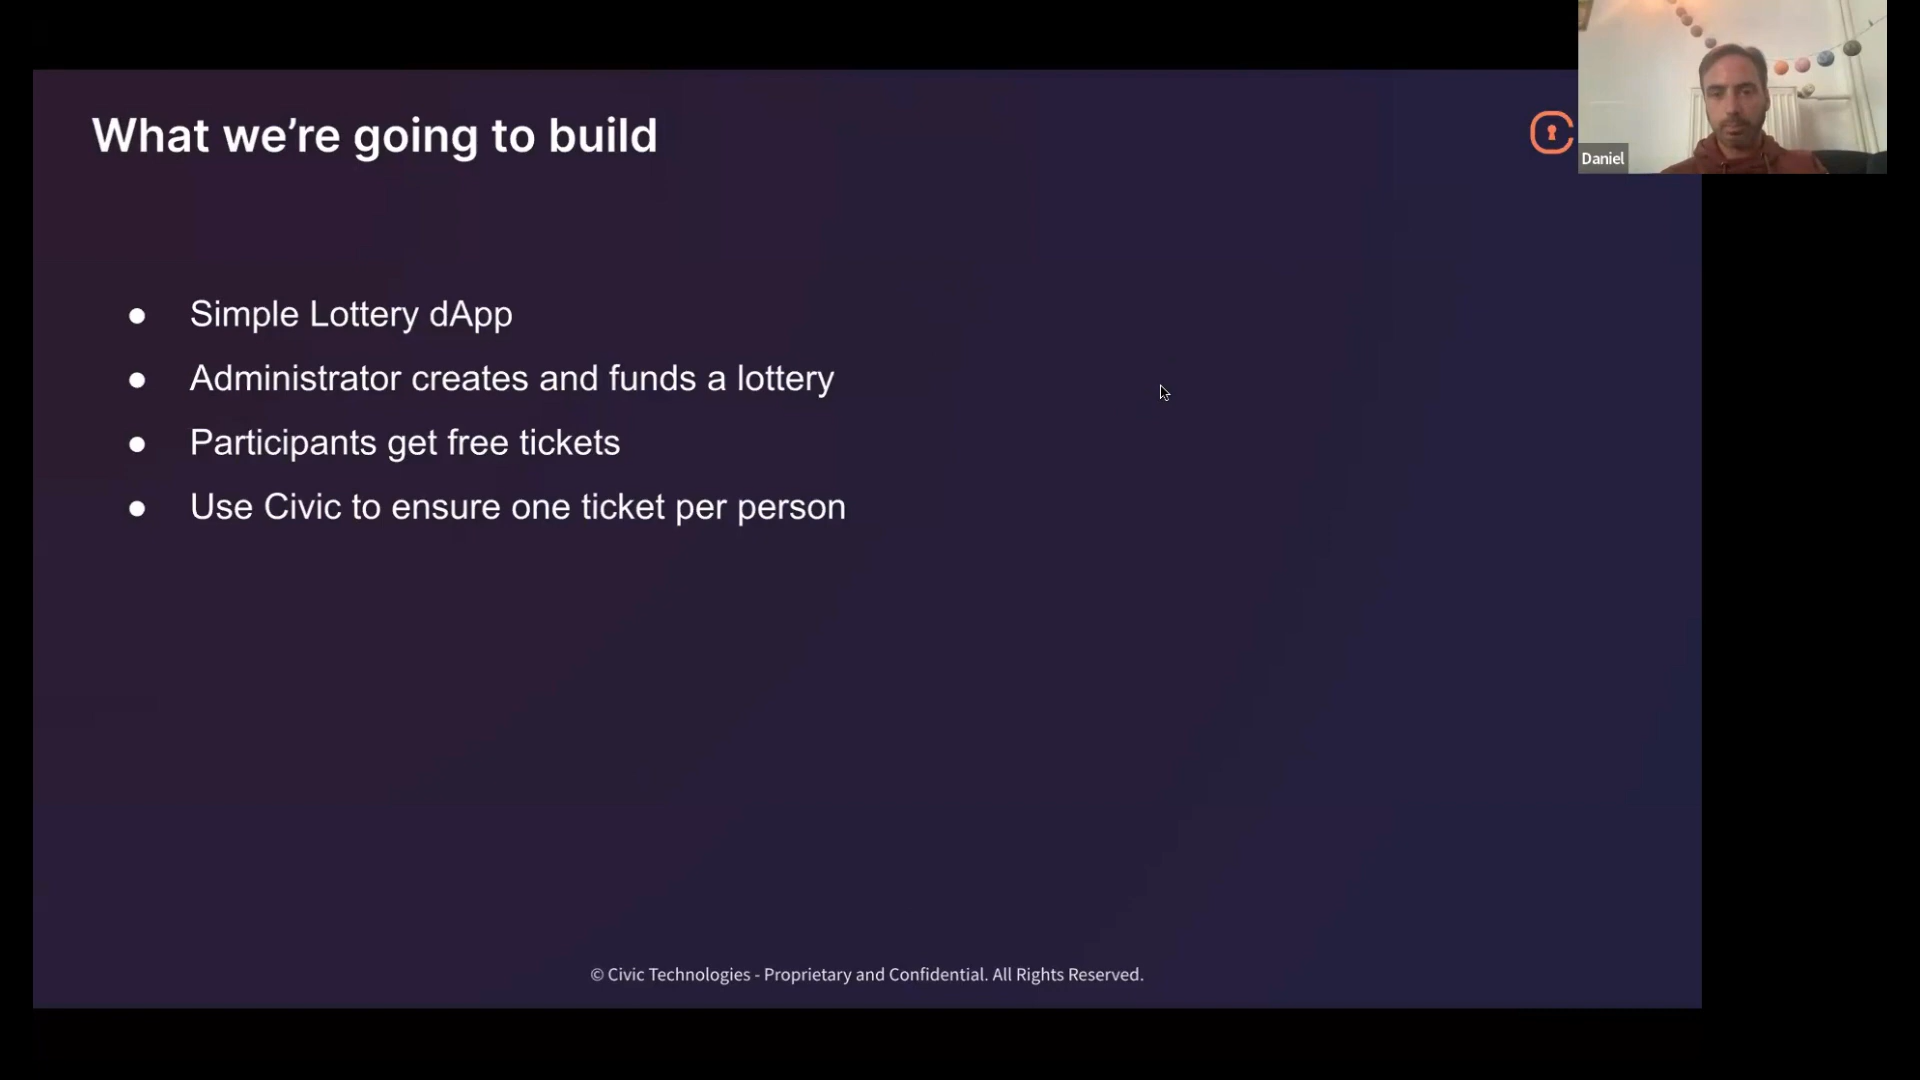 What we’re going to build
Daniel
● Simple Lottery dApp
● Administrator creates and funds a lottery
● Participants get free tickets
● Use Civic to ensure one ticket per person
© Civic Technologies - Proprietary and Confidential. All Rights Reserved.